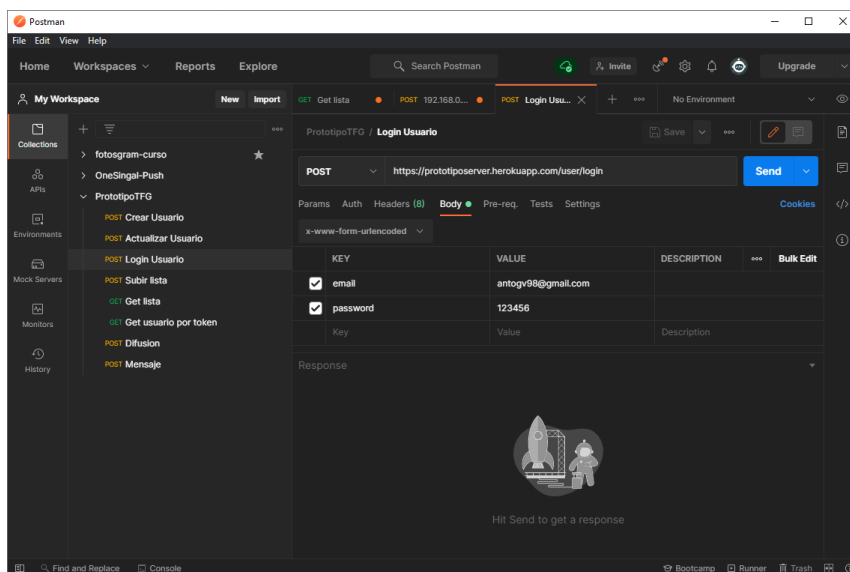 Postman
File Edit View Help
Home Workspaces Reports Explore Search Postman Invite Upgrade
My Workspace New Import GET Get lista POST 192.168.0.... POST Login Usu... No Environment
Collections
PrototipoTFG / Login Usuario Save
fotosgram-curso
APIs
OneSingal-Push
POST https://prototiposerver.herokuapp.com/user/login Send
PrototipoTFG
Environments
POST Crear Usuario
Params Auth Headers (8) Body Pre-req. Tests Settings Cookies
POST Actualizar Usuario
x-www-form-urlencoded
POST Login Usuario
KEY VALUE DESCRIPTION Bulk Edit
Mock Servers
POST Subir lista
email antogv98@gmail.com
GET Get lista
password 123456
Monitors
GET Get usuario por token
Key Value Description
POST Difusion
History
POST Mensaje
Response
Hit Send to get a response
Find and Replace Console Bootcamp Runner Trash